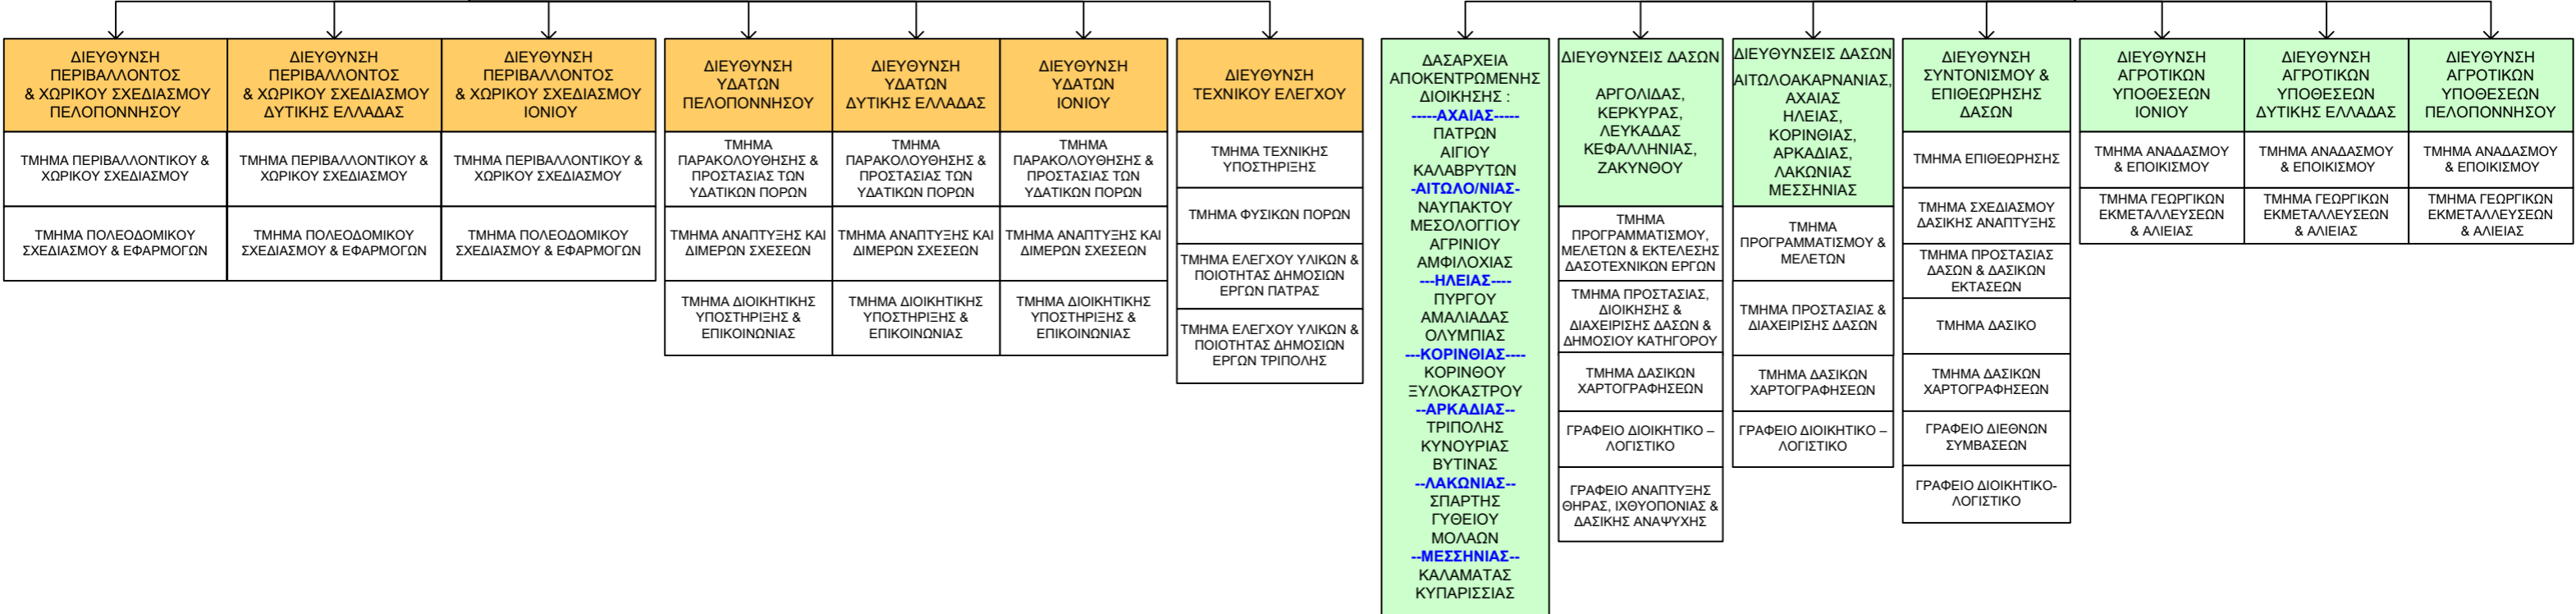 ΔΙΕΥΘΥΝΣΗ
ΠΕΡΙΒΑΛΛΟΝΤΟΣ
& ΧΩΡΙΚΟΥ ΣΧΕΔΙΑΣΜΟΥ
ΠΕΛΟΠΟΝΝΗΣΟΥ
ΤΜΗΜΑ ΠΕΡΙΒΑΛΛΟΝΤΙΚΟΥ &
ΧΩΡΙΚΟΥ ΣΧΕΔΙΑΣΜΟΥ
ΤΜΗΜΑ ΠΟΛΕΟΔΟΜΙΚΟΥ
ΣΧΕΔΙΑΣΜΟΥ & ΕΦΑΡΜΟΓΩΝ
ΔΙΕΥΘΥΝΣΗ
ΠΕΡΙΒΑΛΛΟΝΤΟΣ
& ΧΩΡΙΚΟΥ ΣΧΕΔΙΑΣΜΟΥ
ΔΥΤΙΚΗΣ ΕΛΛΑΔΑΣ
ΤΜΗΜΑ ΠΕΡΙΒΑΛΛΟΝΤΙΚΟΥ &
ΧΩΡΙΚΟΥ ΣΧΕΔΙΑΣΜΟΥ
ΤΜΗΜΑ ΠΟΛΕΟΔΟΜΙΚΟΥ
ΣΧΕΔΙΑΣΜΟΥ & ΕΦΑΡΜΟΓΩΝ
ΔΙΕΥΘΥΝΣΗ
ΠΕΡΙΒΑΛΛΟΝΤΟΣ
& ΧΩΡΙΚΟΥ ΣΧΕΔΙΑΣΜΟΥ
ΙΟΝΙΟΥ
ΤΜΗΜΑ ΠΕΡΙΒΑΛΛΟΝΤΙΚΟΥ &
ΧΩΡΙΚΟΥ ΣΧΕΔΙΑΣΜΟΥ
ΤΜΗΜΑ ΠΟΛΕΟΔΟΜΙΚΟΥ
ΣΧΕΔΙΑΣΜΟΥ & ΕΦΑΡΜΟΓΩΝ
ΔΙΕΥΘΥΝΣΗ
ΥΔΑΤΩΝ
ΠΕΛΟΠΟΝΝΗΣΟΥ
ΤΜΗΜΑ
ΠΑΡΑΚΟΛΟΥΘΗΣΗΣ &
ΠΡΟΣΤΑΣΙΑΣ ΤΩΝ
ΥΔΑΤΙΚΩΝ ΠΟΡΩΝ
ΤΜΗΜΑ ΑΝΑΠΤΥΞΗΣ ΚΑΙ
ΔΙΜΕΡΩΝ ΣΧΕΣΕΩΝ
ΤΜΗΜΑ ΔΙΟΙΚΗΤΙΚΗΣ
ΥΠΟΣΤΗΡΙΞΗΣ &
ΕΠΙΚΟΙΝΩΝΙΑΣ
ΔΙΕΥΘΥΝΣΗ
ΥΔΑΤΩΝ
ΔΥΤΙΚΗΣ ΕΛΛΑΔΑΣ
ΤΜΗΜΑ
ΠΑΡΑΚΟΛΟΥΘΗΣΗΣ &
ΠΡΟΣΤΑΣΙΑΣ ΤΩΝ
ΥΔΑΤΙΚΩΝ ΠΟΡΩΝ
ΤΜΗΜΑ ΑΝΑΠΤΥΞΗΣ ΚΑΙ
ΔΙΜΕΡΩΝ ΣΧΕΣΕΩΝ
ΤΜΗΜΑ ΔΙΟΙΚΗΤΙΚΗΣ
ΥΠΟΣΤΗΡΙΞΗΣ &
ΕΠΙΚΟΙΝΩΝΙΑΣ
ΔΙΕΥΘΥΝΣΗ
ΥΔΑΤΩΝ
ΙΟΝΙΟΥ
ΤΜΗΜΑ
ΠΑΡΑΚΟΛΟΥΘΗΣΗΣ &
ΠΡΟΣΤΑΣΙΑΣ ΤΩΝ
ΥΔΑΤΙΚΩΝ ΠΟΡΩΝ
ΤΜΗΜΑ ΑΝΑΠΤΥΞΗΣ ΚΑΙ
ΔΙΜΕΡΩΝ ΣΧΕΣΕΩΝ
ΤΜΗΜΑ ΔΙΟΙΚΗΤΙΚΗΣ
ΥΠΟΣΤΗΡΙΞΗΣ &
ΕΠΙΚΟΙΝΩΝΙΑΣ
ΔΙΕΥΘΥΝΣΗ
ΤΕΧΝΙΚΟΥ ΕΛΕΓΧΟΥ
ΤΜΗΜΑ ΤΕΧΝΙΚΗΣ
ΥΠΟΣΤΗΡΙΞΗΣ
ΤΜΗΜΑ ΦΥΣΙΚΩΝ ΠΟΡΩΝ
ΤΜΗΜΑ ΕΛΕΓΧΟΥ ΥΛΙΚΩΝ &
ΠΟΙΟΤΗΤΑΣ ΔΗΜΟΣΙΩΝ
ΕΡΓΩΝ ΠΑΤΡΑΣ
ΤΜΗΜΑ ΕΛΕΓΧΟΥ ΥΛΙΚΩΝ &
ΠΟΙΟΤΗΤΑΣ ΔΗΜΟΣΙΩΝ
ΕΡΓΩΝ ΤΡΙΠΟΛΗΣ
ΔΑΣΑΡΧΕΙΑ
ΑΠΟΚΕΝΤΡΩΜΕΝΗΣ
ΔΙΟΙΚΗΣΗΣ :
-----ΑΧΑΙΑΣ-----
ΠΑΤΡΩΝ
ΑΙΓΙΟΥ
ΚΑΛΑΒΡΥΤΩΝ
-ΑΙΤΩΛΟ/ΝΙΑΣ-
ΝΑΥΠΑΚΤΟΥ
ΜΕΣΟΛΟΓΓΙΟΥ
ΑΓΡΙΝΙΟΥ
ΑΜΦΙΛΟΧΙΑΣ
---ΗΛΕΙΑΣ----
ΠΥΡΓΟΥ
ΑΜΑΛΙΑΔΑΣ
ΟΛΥΜΠΙΑΣ
---ΚΟΡΙΝΘΙΑΣ----
ΚΟΡΙΝΘΟΥ
ΞΥΛΟΚΑΣΤΡΟΥ
--ΑΡΚΑΔΙΑΣ--
ΤΡΙΠΟΛΗΣ
ΚΥΝΟΥΡΙΑΣ
ΒΥΤΙΝΑΣ
--ΛΑΚΩΝΙΑΣ--
ΣΠΑΡΤΗΣ
ΓΥΘΕΙΟΥ
ΜΟΛΑΩΝ
--ΜΕΣΣΗΝΙΑΣ--
ΚΑΛΑΜΑΤΑΣ
ΚΥΠΑΡΙΣΣΙΑΣ
ΔΙΕΥΘΥΝΣΕΙΣ ΔΑΣΩΝ
ΑΡΓΟΛΙΔΑΣ,
ΚΕΡΚΥΡΑΣ,
ΛΕΥΚΑΔΑΣ
ΚΕΦΑΛΛΗΝΙΑΣ,
ΖΑΚΥΝΘΟΥ
ΤΜΗΜΑ
ΠΡΟΓΡΑΜΜΑΤΙΣΜΟΥ,
ΜΕΛΕΤΩΝ & ΕΚΤΕΛΕΣΗΣ
ΔΑΣΟΤΕΧΝΙΚΩΝ ΕΡΓΩΝ
ΤΜΗΜΑ ΠΡΟΣΤΑΣΙΑΣ,
ΔΙΟΙΚΗΣΗΣ &
ΔΙΑΧΕΙΡΙΣΗΣ ΔΑΣΩΝ &
ΔΗΜΟΣΙΟΥ ΚΑΤΗΓΟΡΟΥ
ΤΜΗΜΑ ΔΑΣΙΚΩΝ
ΧΑΡΤΟΓΡΑΦΗΣΕΩΝ
ΓΡΑΦΕΙΟ ΔΙΟΙΚΗΤΙΚΟ –
ΛΟΓΙΣΤΙΚΟ
ΓΡΑΦΕΙΟ ΑΝΑΠΤΥΞΗΣ
ΘΗΡΑΣ, ΙΧΘΥΟΠΟΝΙΑΣ &
ΔΑΣΙΚΗΣ ΑΝΑΨΥΧΗΣ
ΔΙΕΥΘΥΝΣΕΙΣ ΔΑΣΩΝ
ΑΙΤΩΛΟΑΚΑΡΝΑΝΙΑΣ,
ΑΧΑΙΑΣ
ΗΛΕΙΑΣ,
ΚΟΡΙΝΘΙΑΣ,
ΑΡΚΑΔΙΑΣ,
ΛΑΚΩΝΙΑΣ
ΜΕΣΣΗΝΙΑΣ
ΤΜΗΜΑ
ΠΡΟΓΡΑΜΜΑΤΙΣΜΟΥ &
ΜΕΛΕΤΩΝ
ΤΜΗΜΑ ΠΡΟΣΤΑΣΙΑΣ &
ΔΙΑΧΕΙΡΙΣΗΣ ΔΑΣΩΝ
ΤΜΗΜΑ ΔΑΣΙΚΩΝ
ΧΑΡΤΟΓΡΑΦΗΣΕΩΝ
ΓΡΑΦΕΙΟ ΔΙΟΙΚΗΤΙΚΟ –
ΛΟΓΙΣΤΙΚΟ
ΔΙΕΥΘΥΝΣΗ
ΣΥΝΤΟΝΙΣΜΟΥ &
ΕΠΙΘΕΩΡΗΣΗΣ
ΔΑΣΩΝ
ΤΜΗΜΑ ΕΠΙΘΕΩΡΗΣΗΣ
ΤΜΗΜΑ ΣΧΕΔΙΑΣΜΟΥ
ΔΑΣΙΚΗΣ ΑΝΑΠΤΥΞΗΣ
ΤΜΗΜΑ ΠΡΟΣΤΑΣΙΑΣ
ΔΑΣΩΝ & ΔΑΣΙΚΩΝ
ΕΚΤΑΣΕΩΝ
ΤΜΗΜΑ ΔΑΣΙΚΟ
ΤΜΗΜΑ ΔΑΣΙΚΩΝ
ΧΑΡΤΟΓΡΑΦΗΣΕΩΝ
ΓΡΑΦΕΙΟ ΔΙΕΘΝΩΝ
ΣΥΜΒΑΣΕΩΝ
ΓΡΑΦΕΙΟ ΔΙΟΙΚΗΤΙΚΟ-
ΛΟΓΙΣΤΙΚΟ
ΔΙΕΥΘΥΝΣΗ
ΑΓΡΟΤΙΚΩΝ
ΥΠΟΘΕΣΕΩΝ
ΙΟΝΙΟΥ
ΤΜΗΜΑ ΑΝΑΔΑΣΜΟΥ
& ΕΠΟΙΚΙΣΜΟΥ
ΤΜΗΜΑ ΓΕΩΡΓΙΚΩΝ
ΕΚΜΕΤΑΛΛΕΥΣΕΩΝ
& ΑΛΙΕΙΑΣ
ΔΙΕΥΘΥΝΣΗ
ΑΓΡΟΤΙΚΩΝ
ΥΠΟΘΕΣΕΩΝ
ΔΥΤΙΚΗΣ ΕΛΛΑΔΑΣ
ΤΜΗΜΑ ΑΝΑΔΑΣΜΟΥ
& ΕΠΟΙΚΙΣΜΟΥ
ΤΜΗΜΑ ΓΕΩΡΓΙΚΩΝ
ΕΚΜΕΤΑΛΛΕΥΣΕΩΝ
& ΑΛΙΕΙΑΣ
ΔΙΕΥΘΥΝΣΗ
ΑΓΡΟΤΙΚΩΝ
ΥΠΟΘΕΣΕΩΝ
ΠΕΛΟΠΟΝΝΗΣΟΥ
ΤΜΗΜΑ ΑΝΑΔΑΣΜΟΥ
& ΕΠΟΙΚΙΣΜΟΥ
ΤΜΗΜΑ ΓΕΩΡΓΙΚΩΝ
ΕΚΜΕΤΑΛΛΕΥΣΕΩΝ
& ΑΛΙΕΙΑΣ